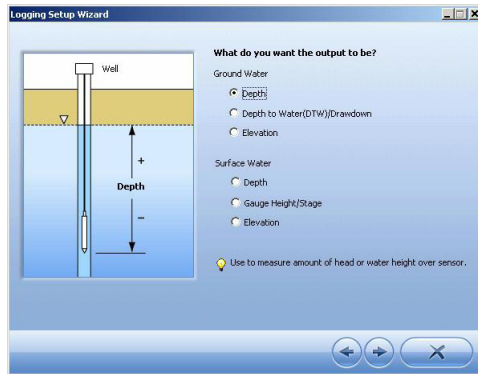 Logging Setup Wizard
Well
+
Depth
–
What do you want the output to be?
Ground Water
Depth
Depth to Water(DTW)/Drawdown
Elevation
Surface Water
Depth
Gauge Height/Stage
Elevation
Use to measure amount of head or water height over sensor.